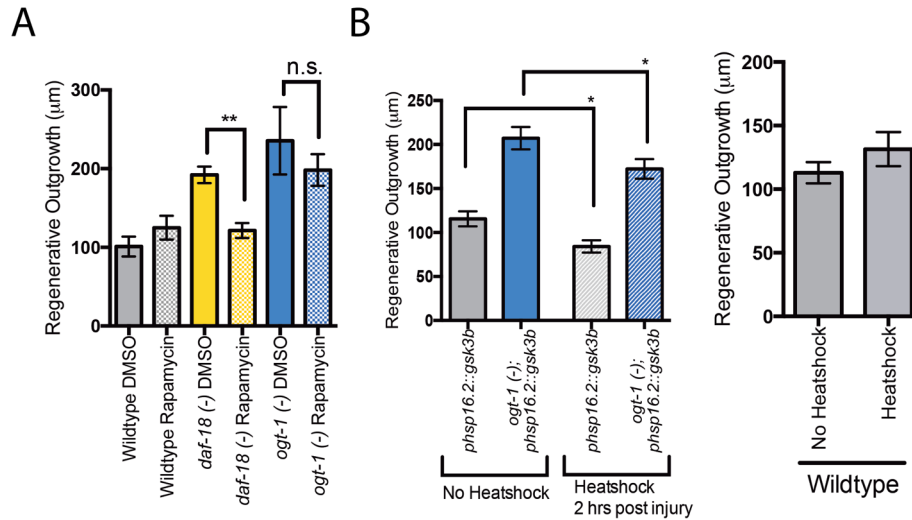 A
Regenerative Outgrowth (μm)
300
200
100
0
**
n.s.
Wildtype DMSO
Wildtype Rapamycin
daf-18 (-) DMSO
daf-18 (-) Rapamycin
ogt-1 (-) DMSO
ogt-1 (-) Rapamycin
B
Regenerative Outgrowth (μm)
250
200
150
100
50
0
*
*
phsp16.2::gsk3b
ogt-1 (-);
phsp16.2::gsk3b
phsp16.2::gsk3b
ogt-1 (-);
phsp16.2::gsk3b
No Heatshock
Heatshock
2 hrs post injury
Regenerative Outgrowth (μm)
200
150
100
50
0
No Heatshock
Heatshock
Wildtype